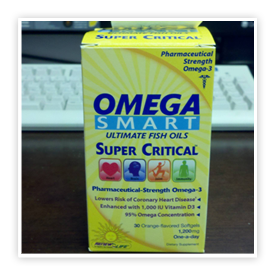 SUPER CRITICAL
Pharmaceutical
Strength
Omega-3
OMEGA
SMART
ULTIMATE FISH OILS
SUPER CRITICAL
Pharmaceutical-Strength Omega-3
Lowers Risk of Coronary Heart Disease
Enhanced with 1,000 IU Vitamin D3
95% Omega Concentration
30 Orange-flavored Softgels
1,200mg
One-a-day
Dietary Supplement